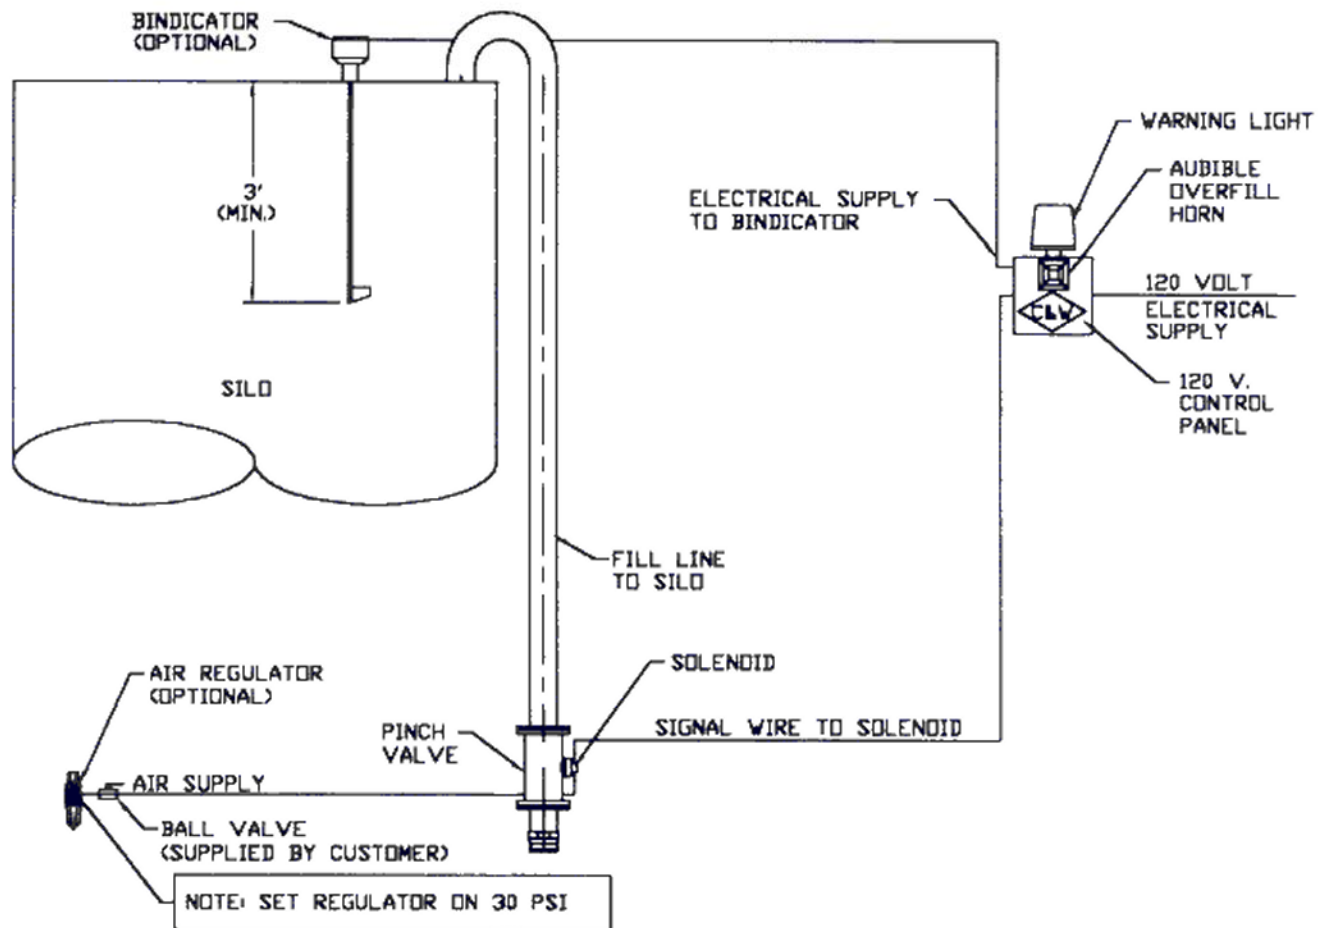 BINDICATOR
(OPTIONAL)
WARNING LIGHT
AUDIBLE
OVERFILL
HORN
3'
(MIN.)
ELECTRICAL SUPPLY
TO BINDICATOR
120 VOLT
ELECTRICAL
SUPPLY
C&W
SILO
120 V.
CONTROL
PANEL
FILL LINE
TO SILO
AIR REGULATOR
(OPTIONAL)
SOLENOID
PINCH
VALVE
SIGNAL WIRE TO SOLENOID
AIR SUPPLY
BALL VALVE
(SUPPLIED BY CUSTOMER)
NOTE: SET REGULATOR ON 30 PSI